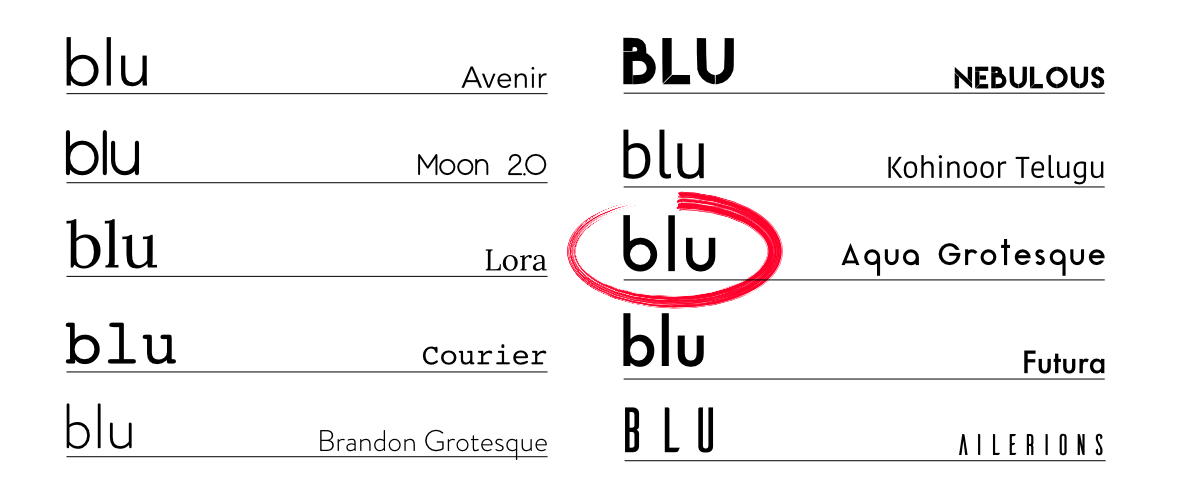 blu Avenir
blu Moon 2.0
blu Lora
blu Courier
blu Brandon Grotesque
BLU NEBULOUS
blu Kohinoor Telugu
blu Aqua Grotesque
blu Futura
BLU AILERIONS